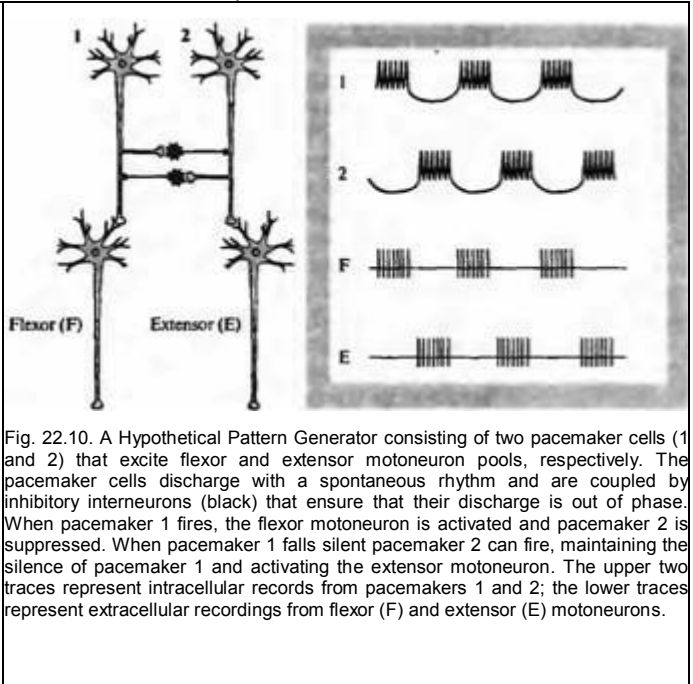 1 2
1
2
F
E
Flexor (F) Extensor (E)
Fig. 22.10. A Hypothetical Pattern Generator consisting of two pacemaker cells (1
and 2) that excite flexor and extensor motoneuron pools, respectively. The
pacemaker cells discharge with a spontaneous rhythm and are coupled by
inhibitory interneurons (black) that ensure that their discharge is out of phase.
When pacemaker 1 fires, the flexor motoneuron is activated and pacemaker 2 is
suppressed. When pacemaker 1 falls silent pacemaker 2 can fire, maintaining the
silence of pacemaker 1 and activating the extensor motoneuron. The upper two
traces represent intracellular records from pacemakers 1 and 2; the lower traces
represent extracellular recordings from flexor (F) and extensor (E) motoneurons.